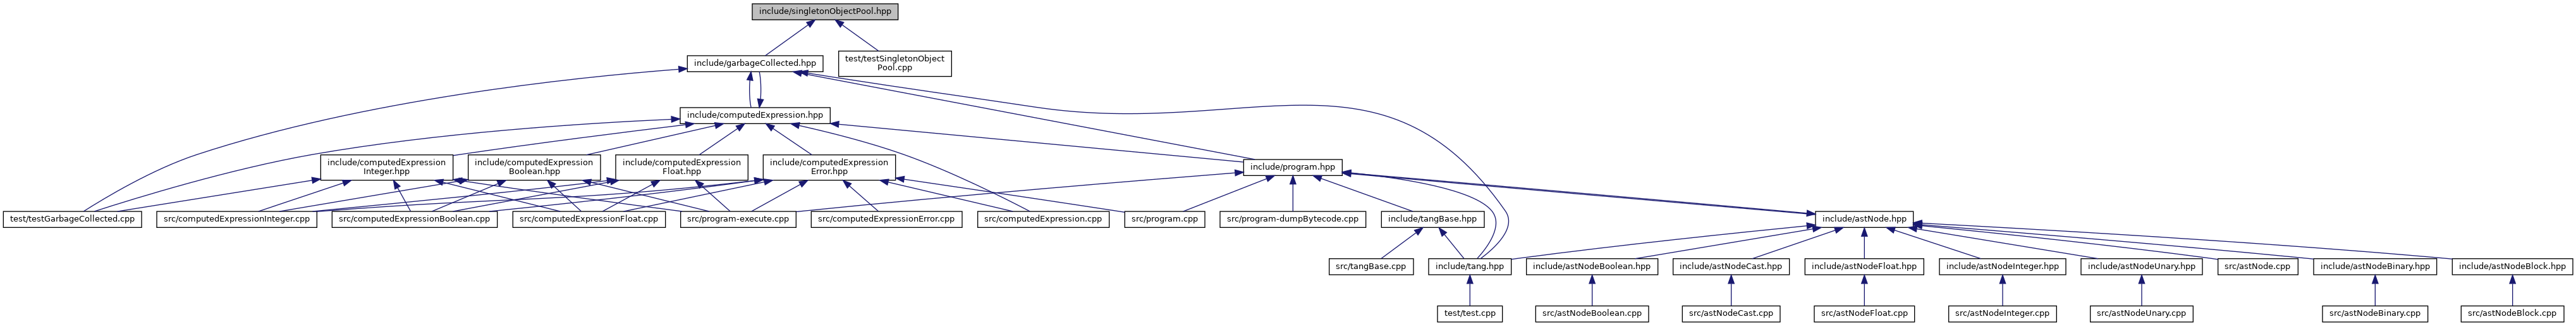 include/singletonObjectPool.hpp
include/garbageCollected.hpp
test/testSingletonObject
Pool.cpp
include/computedExpression.hpp
include/computedExpression
Integer.hpp
include/computedExpression
Boolean.hpp
include/computedExpression
Float.hpp
include/computedExpression
Error.hpp
include/program.hpp
test/testGarbageCollected.cpp
src/computedExpressionInteger.cpp
src/computedExpressionBoolean.cpp
src/computedExpressionFloat.cpp
src/program-execute.cpp
src/computedExpressionError.cpp
src/computedExpression.cpp
src/program.cpp
src/program-dumpBytecode.cpp
include/tangBase.hpp
include/astNode.hpp
src/tangBase.cpp
include/tang.hpp
include/astNodeBoolean.hpp
include/astNodeCast.hpp
include/astNodeFloat.hpp
include/astNodeInteger.hpp
include/astNodeUnary.hpp
src/astNode.cpp
include/astNodeBinary.hpp
include/astNodeBlock.hpp
test/test.cpp
src/astNodeBoolean.cpp
src/astNodeCast.cpp
src/astNodeFloat.cpp
src/astNodeInteger.cpp
src/astNodeUnary.cpp
src/astNodeBinary.cpp
src/astNodeBlock.cpp